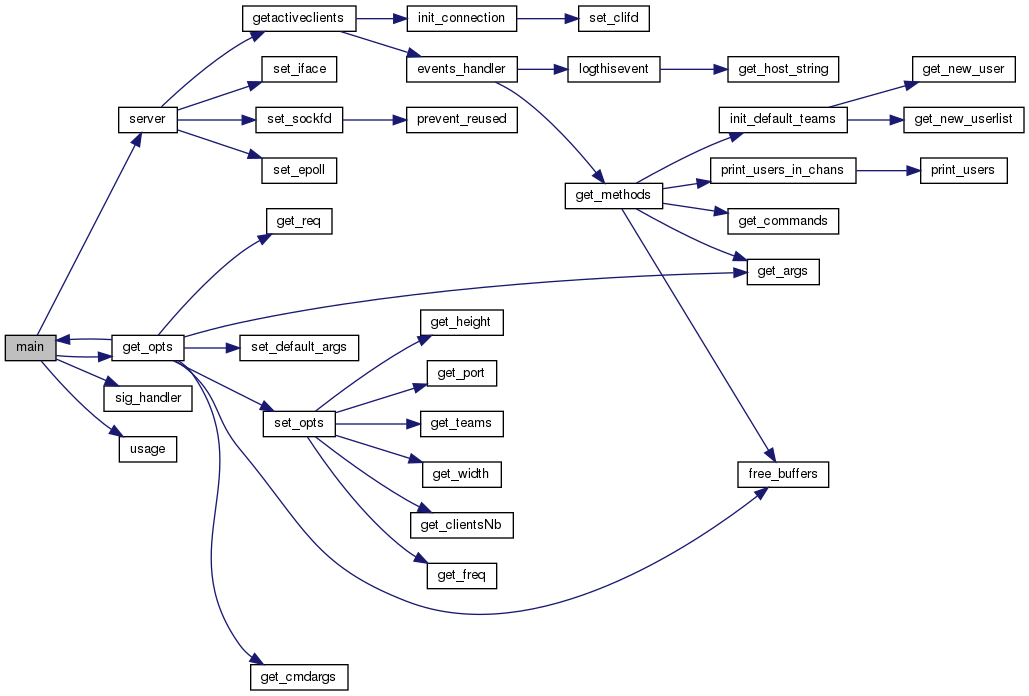 getactiveclients
init_connection
set_clifd
set_iface
events_handler
logthisevent
get_host_string
get_new_user
server
set_sockfd
prevent_reused
init_default_teams
get_new_userlist
set_epoll
print_users_in_chans
print_users
get_methods
get_req
get_commands
get_args
main
get_opts
set_default_args
get_height
get_port
sig_handler
set_opts
get_teams
usage
get_width
free_buffers
get_clientsNb
get_freq
get_cmdargs